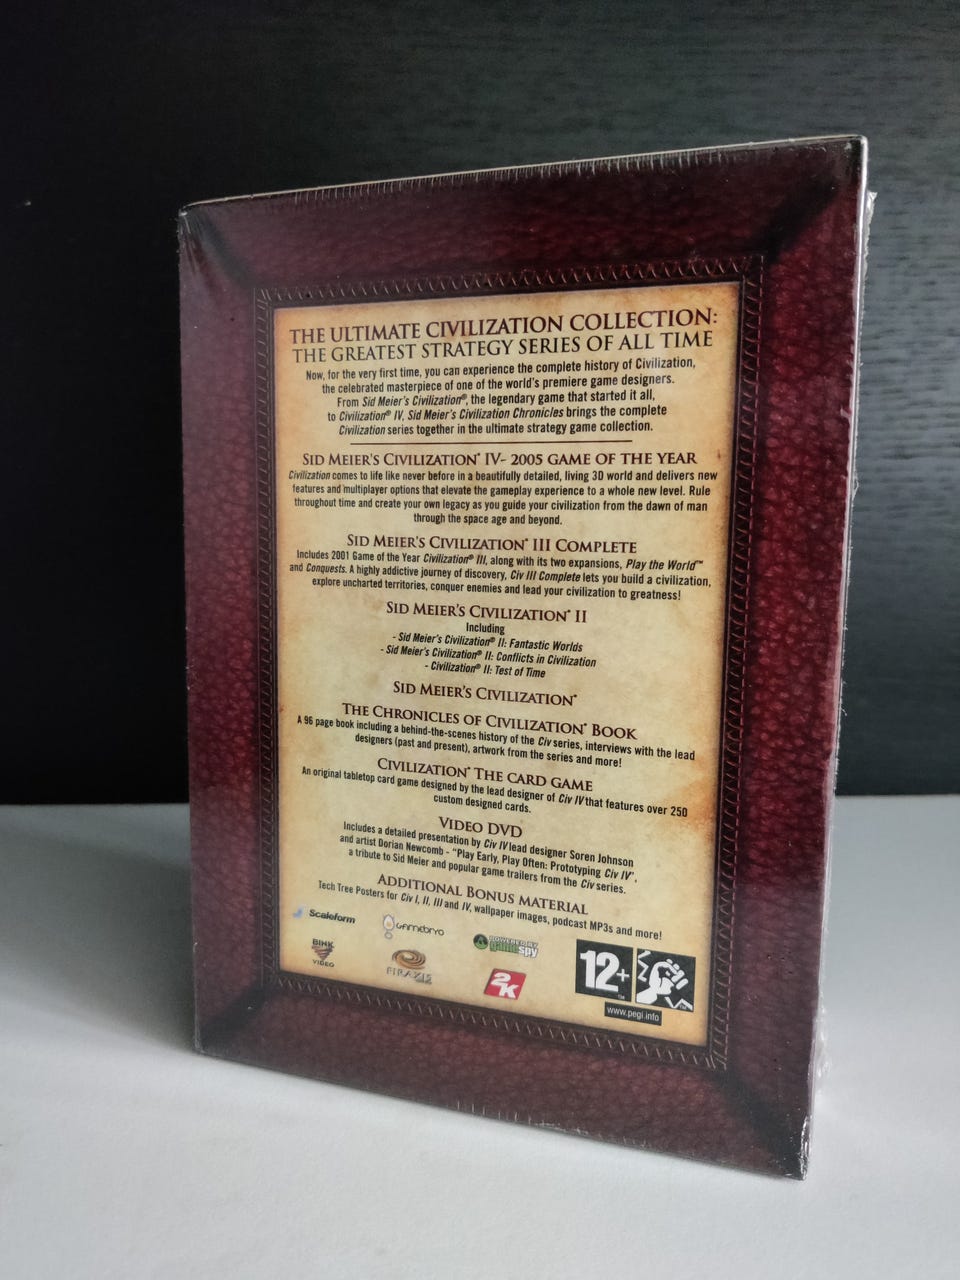 THE ULTIMATE CIVILIZATION COLLECTION:
THE GREATEST STRATEGY SERIES OF ALL TIME
Now, for the very first time, you can experience the complete history of Civilization,
the celebrated masterpiece of one of the world's premiere game designers.
From Sid Meier's Civilization®, the legendary game that started it all,
to Civilization® IV, Sid Meier's Civilization Chronicles brings the complete
Civilization series together in the ultimate strategy game collection.
SID MEIER'S CIVILIZATION® IV- 2005 GAME OF THE YEAR
Civilization comes to life like never before in a beautifully detailed, living 3D world and delivers new
features and multiplayer options that elevate the gameplay experience to a whole new level. Rule
throughout time and create your own legacy as you guide your civilization from the dawn of man
through the space age and beyond.
SID MEIER'S CIVILIZATION® III COMPLETE
Includes 2001 Game of the Year Civilization® III, along with its two expansions, Play the World™
and Conquests. A highly addictive journey of discovery, Civ III Complete lets you build a civilization,
explore uncharted territories, conquer enemies and lead your civilization to greatness!
SID MEIER'S CIVILIZATION® II
Including
- Sid Meier's Civilization® II: Fantastic Worlds
- Sid Meier's Civilization® II: Conflicts in Civilization
- Civilization® II: Test of Time
SID MEIER'S CIVILIZATION®
THE CHRONICLES OF CIVILIZATION® BOOK
A 96 page book including a behind-the-scenes history of the Civ series, interviews with the lead
designers (past and present), artwork from the series and more!
CIVILIZATION® THE CARD GAME
An original tabletop card game designed by the lead designer of Civ IV that features over 250
custom designed cards.
VIDEO DVD
Includes a detailed presentation by Civ IV lead designer Soren Johnson
and artist Dorian Newcomb - "Play Early, Play Often: Prototyping Civ IV",
a tribute to Sid Meier and popular game trailers from the Civ series.
ADDITIONAL BONUS MATERIAL
Tech Tree Posters for Civ I, II, III and IV, wallpaper images, podcast MP3s and more!
Scaleform
Gamebryo
POWERED BY
gamespy
BINK
VIDEO
FIRAXIS
2K
12+
www.pegi.info